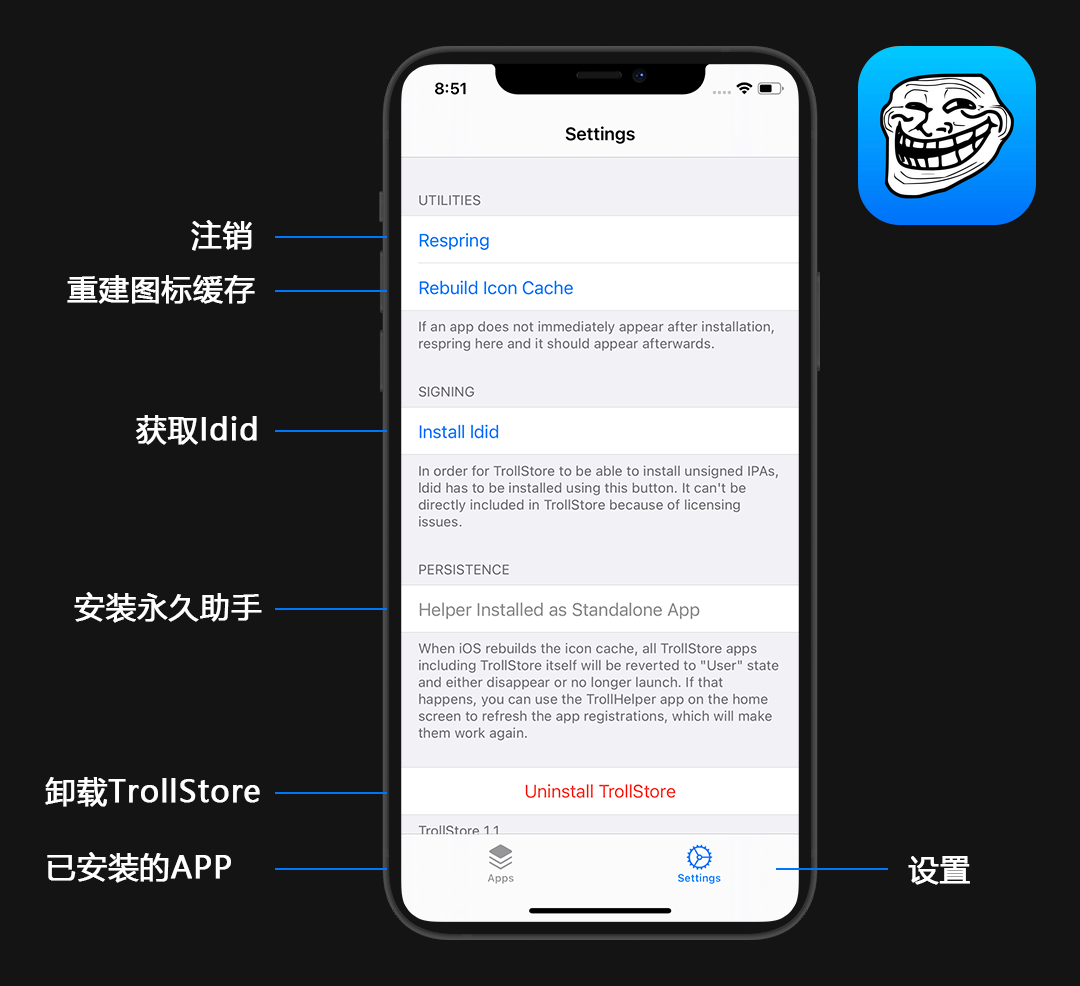 8:51
Settings
UTILITIES
注销
Respring
重建图标缓存
Rebuild Icon Cache
If an app does not immediately appear after installation,
respring here and it should appear afterwards.
SIGNING
获取ldid
Install ldid
In order for TrollStore to be able to install unsigned IPAs,
ldid has to be installed using this button. It can't be
directly included in TrollStore because of licensing
issues.
PERSISTENCE
安装永久助手
Helper Installed as Standalone App
When iOS rebuilds the icon cache, all TrollStore apps
including TrollStore itself will be reverted to "User" state
and either disappear or no longer launch. If that
happens, you can use the TrollHelper app on the home
screen to refresh the app registrations, which will make
them work again.
卸载TrollStore
Uninstall TrollStore
TrollStore 1.1
已安装的APP
Apps
Settings
设置